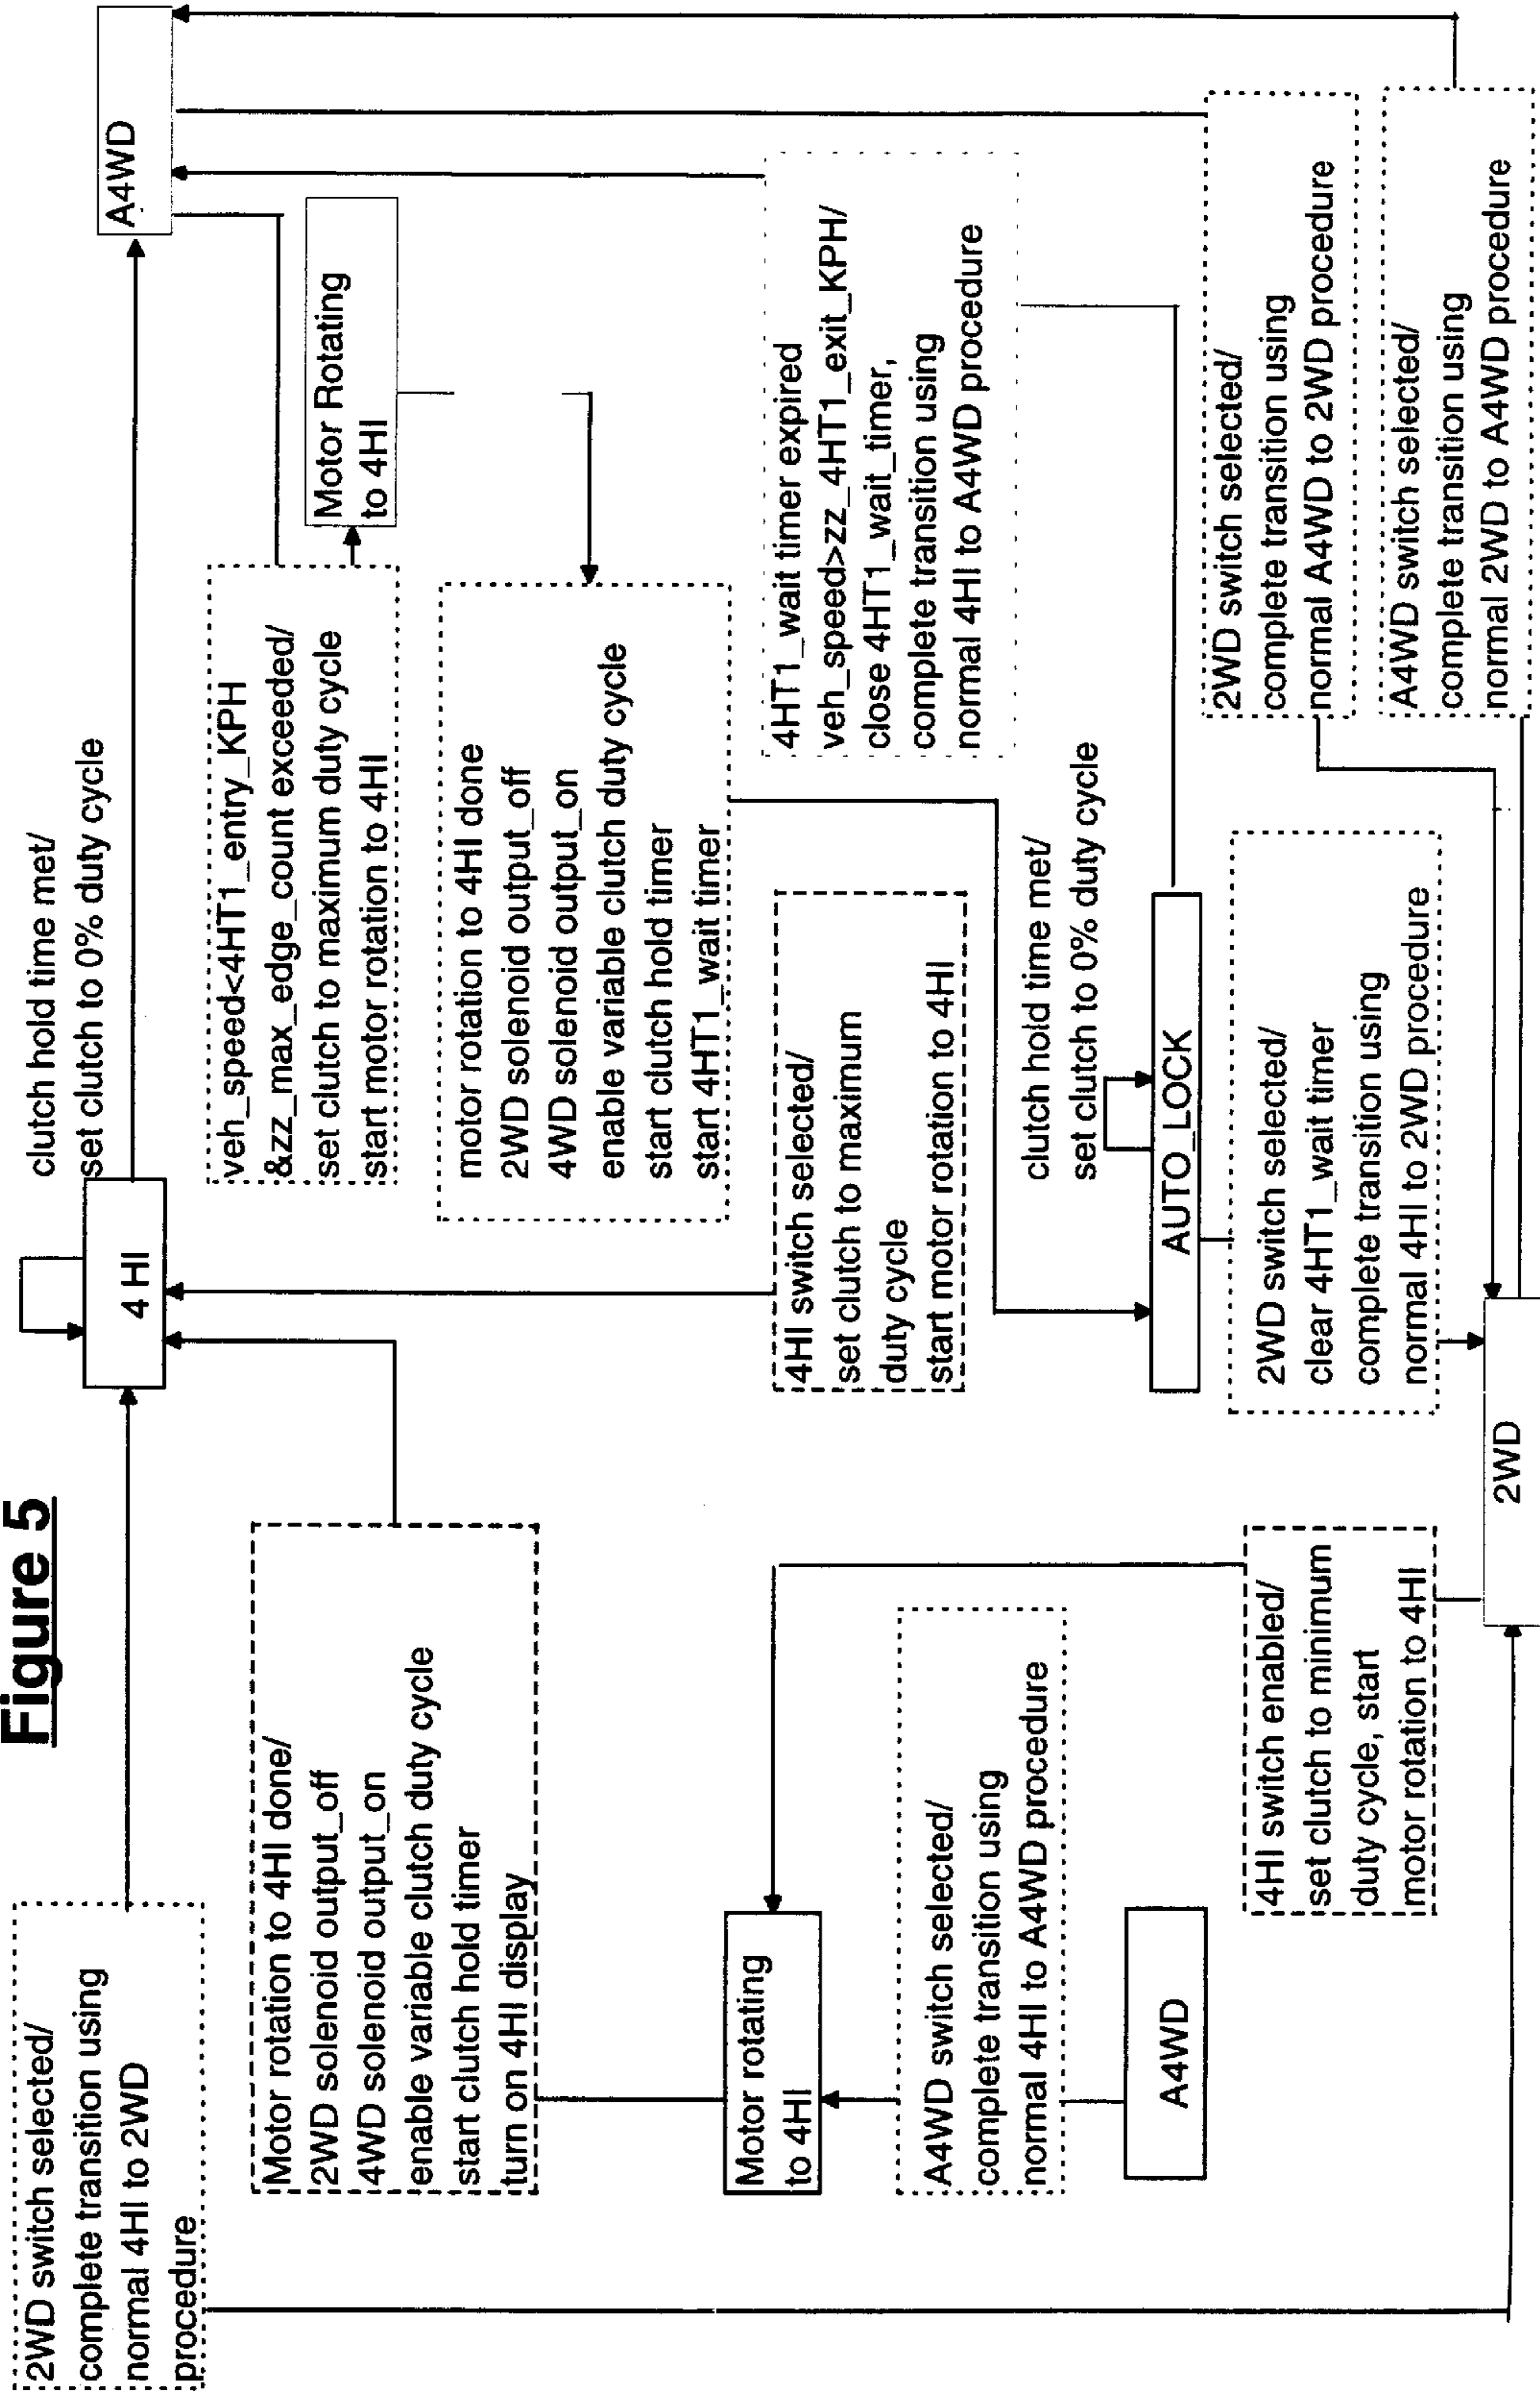 Figure 5
2WD switch selected/
complete transition using
normal 4HI to 2WD
procedure
4 HI
clutch hold time met/
set clutch to 0% duty cycle
A4WD
Motor rotation to 4HI done/
2WD solenoid output_off
4WD solenoid output_on
enable variable clutch duty cycle
start clutch hold timer
turn on 4HI display
veh_speed<4HT1_entry_KPH
&zz_max_edge_count exceeded/
set clutch to maximum duty cycle
start motor rotation to 4HI
Motor Rotating
to 4HI
motor rotation to 4HI done
2WD solenoid output_off
4WD solenoid output_on
enable variable clutch duty cycle
start clutch hold timer
start 4HT1_wait timer
Motor rotating
to 4HI
4HI switch selected/
set clutch to maximum
duty cycle
start motor rotation to 4HI
4HT1_wait timer expired
veh_speed>zz_4HT1_exit_KPH/
close 4HT1_wait_timer,
complete transition using
normal 4HI to A4WD procedure
A4WD switch selected/
complete transition using
normal 4HI to A4WD procedure
clutch hold time met/
set clutch to 0% duty cycle
A4WD
AUTO_LOCK
4HI switch enabled/
set clutch to minimum
duty cycle, start
motor rotation to 4HI
2WD switch selected/
clear 4HT1_wait timer
complete transition using
normal 4HI to 2WD procedure
2WD switch selected/
complete transition using
normal A4WD to 2WD procedure
A4WD switch selected/
complete transition using
normal 2WD to A4WD procedure
2WD